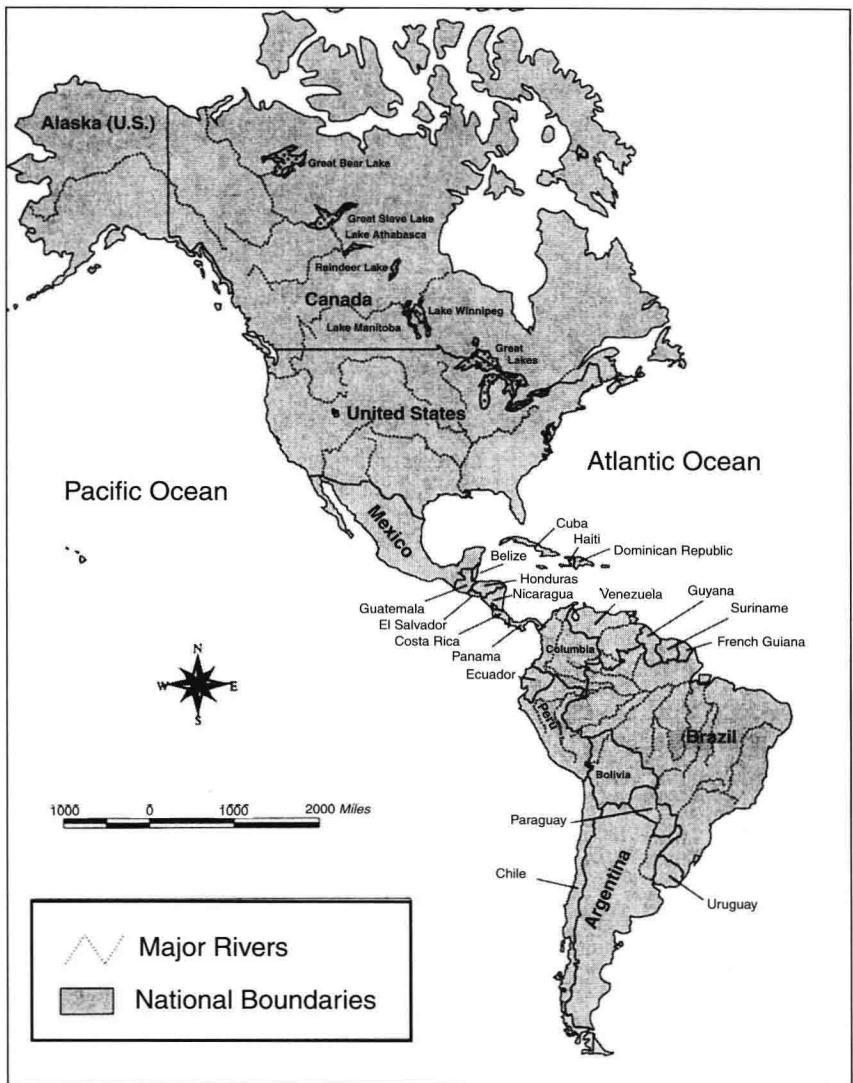 Alaska (U.S.)
Great Bear Lake
Great Slave Lake
Lake Athabasca
Reindeer Lake
Canada
Lake Winnipeg
Lake Manitoba
Great
Lakes
United States
Atlantic Ocean
Pacific Ocean
Mexico
Cuba
Haiti
Dominican Republic
Belize
Honduras
Nicaragua
Guatemala
El Salvador
Costa Rica
Panama
Venezuela
Guyana
Suriname
French Guiana
Columbia
Ecuador
Peru
Brazil
Bolivia
Paraguay
Chile
Argentina
Uruguay
N
W E
S
1000 0 1000 2000 Miles
Major Rivers
National Boundaries